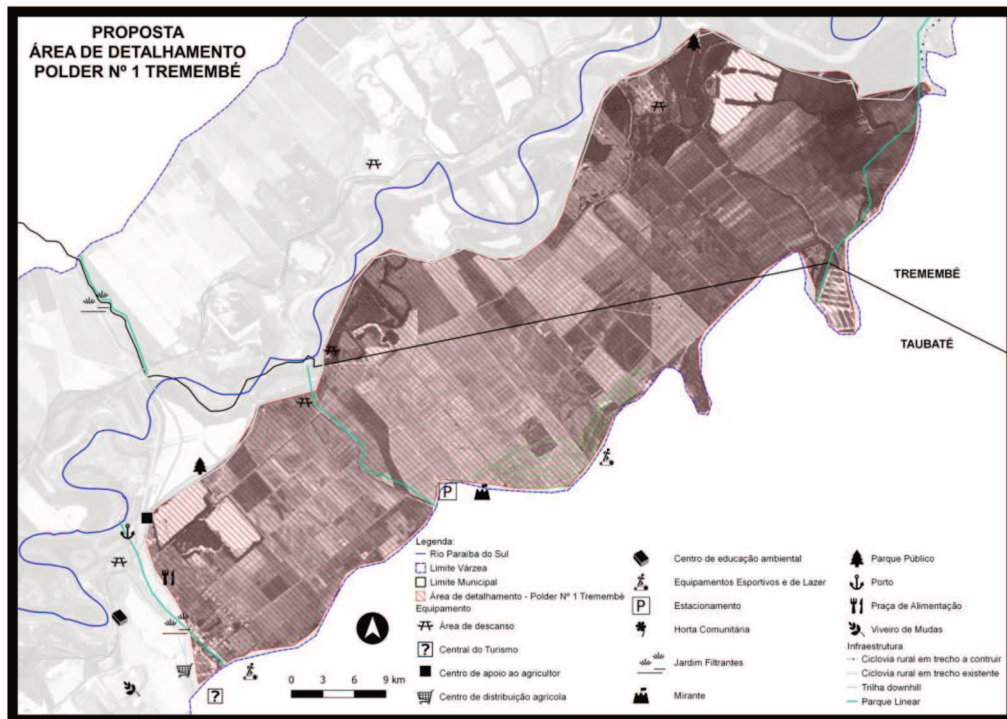 PROPOSTA
ÁREA DE DETALHAMENTO
POLDER Nº 1 TREMEMBÉ
TREMEMBÉ
TAUBATÉ
P
Legenda:
Rio Paraíba do Sul
Limite Várzea
Limite Municipal
Área de detalhamento - Polder Nº 1 Tremembé
Equipamento
Área de descanso
? Central do Turismo
Centro de apoio ao agricultor
Centro de distribuição agrícola
Centro de educação ambiental
Equipamentos Esportivos e de Lazer
P Estacionamento
Horta Comunitária
Jardim Filtrantes
Mirante
Parque Público
Porto
Praça de Alimentação
Viveiro de Mudas
Infraestrutura
Ciclovia rural em trecho a contruir
Ciclovia rural em trecho existente
Trilha downhill
Parque Linear
?
0 3 6 9 km